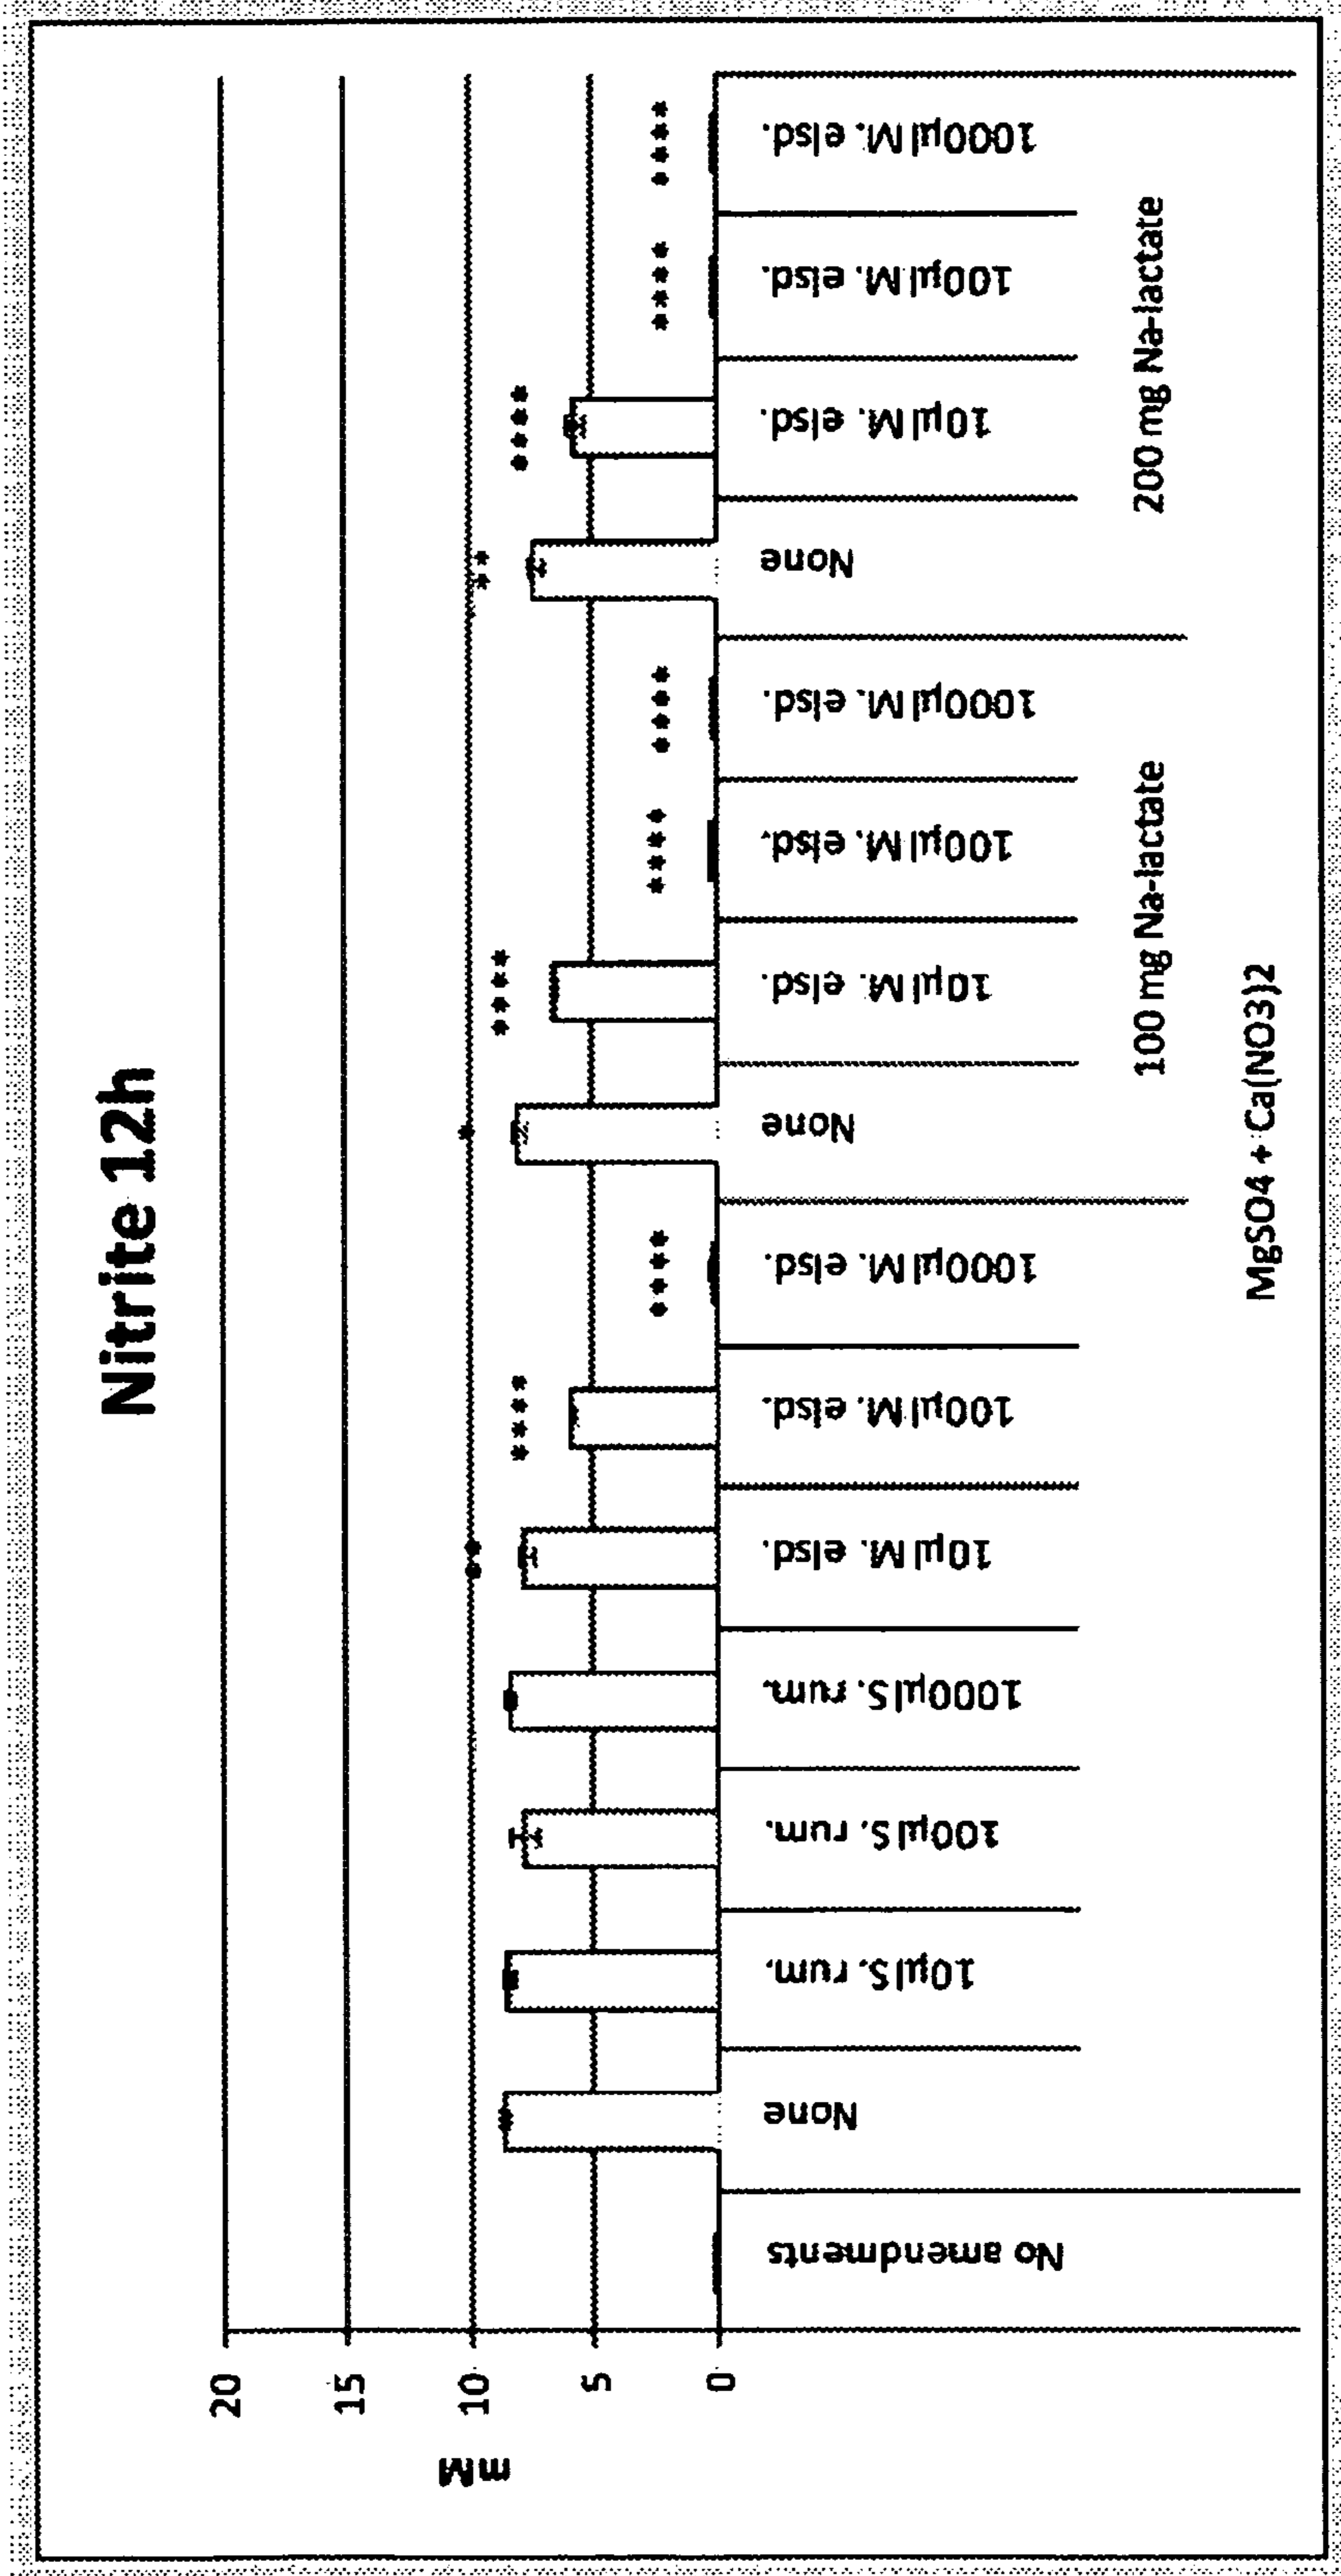 Nitrite 12h
20
15
10
5
0
mM
****
****
****
**
****
****
****
*
****
****
**
No amendments
None
10µl S. rum.
100µl S. rum.
1000µl S. rum.
10µl M. elsd.
100µl M. elsd.
1000µl M. elsd.
None
10µl M. elsd.
100µl M. elsd.
1000µl M. elsd.
None
10µl M. elsd.
100µl M. elsd.
1000µl M. elsd.
100 mg Na-lactate
200 mg Na-lactate
MgSO4 + Ca(NO3)2